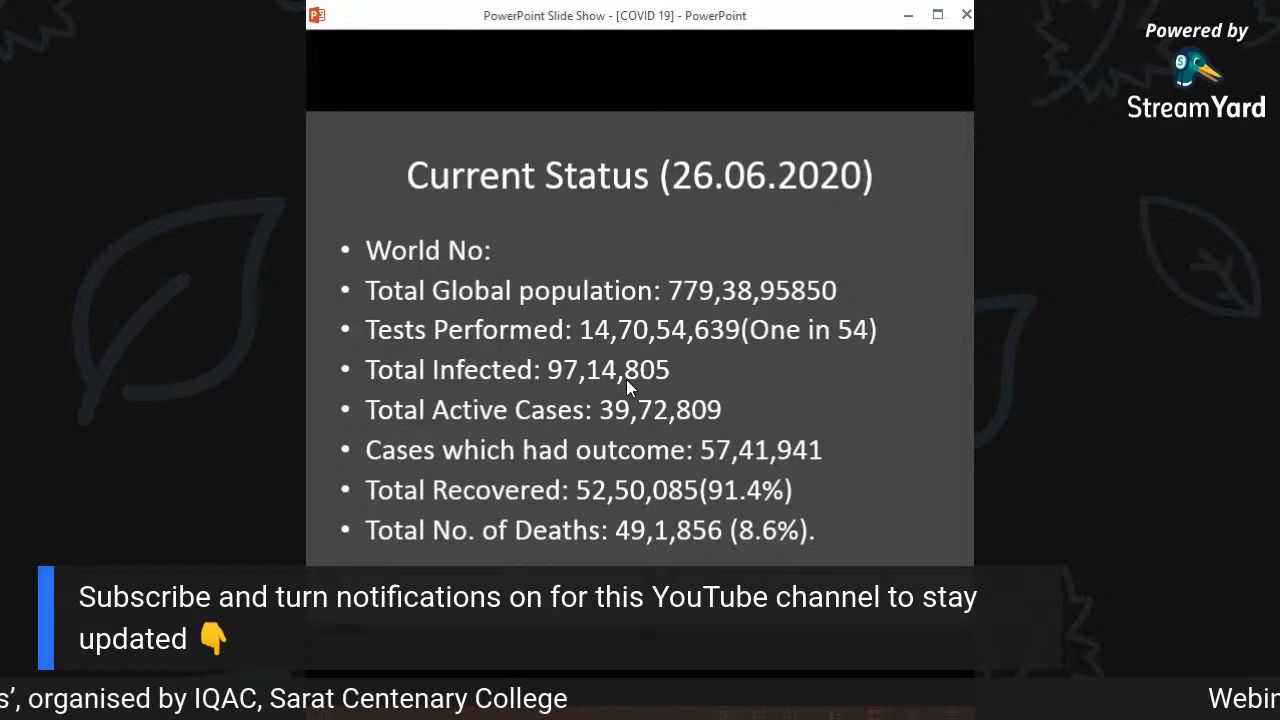 PowerPoint Slide Show - [COVID 19] - PowerPoint
Powered by
StreamYard
Current Status (26.06.2020)
• World No:
• Total Global population: 779,38,95850
• Tests Performed: 14,70,54,639(One in 54)
• Total Infected: 97,14,805
• Total Active Cases: 39,72,809
• Cases which had outcome: 57,41,941
• Total Recovered: 52,50,085(91.4%)
• Total No. of Deaths: 49,1,856 (8.6%).
Subscribe and turn notifications on for this YouTube channel to stay
updated 👇
s’, organised by IQAC, Sarat Centenary College Webin